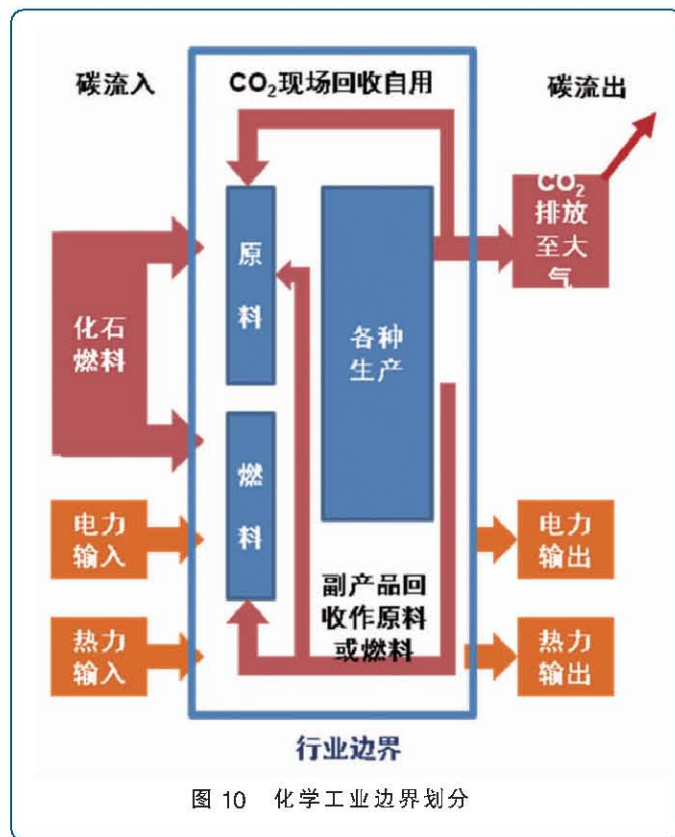 碳流入
CO₂现场回收自用
碳流出
CO₂
排放
至大
气
原
料
化石
燃料
各种
生产
燃
料
电力
输入
电力
输出
副产品回
收作原料
或燃料
热力
输入
热力
输出
行业边界
图 10 化学工业边界划分